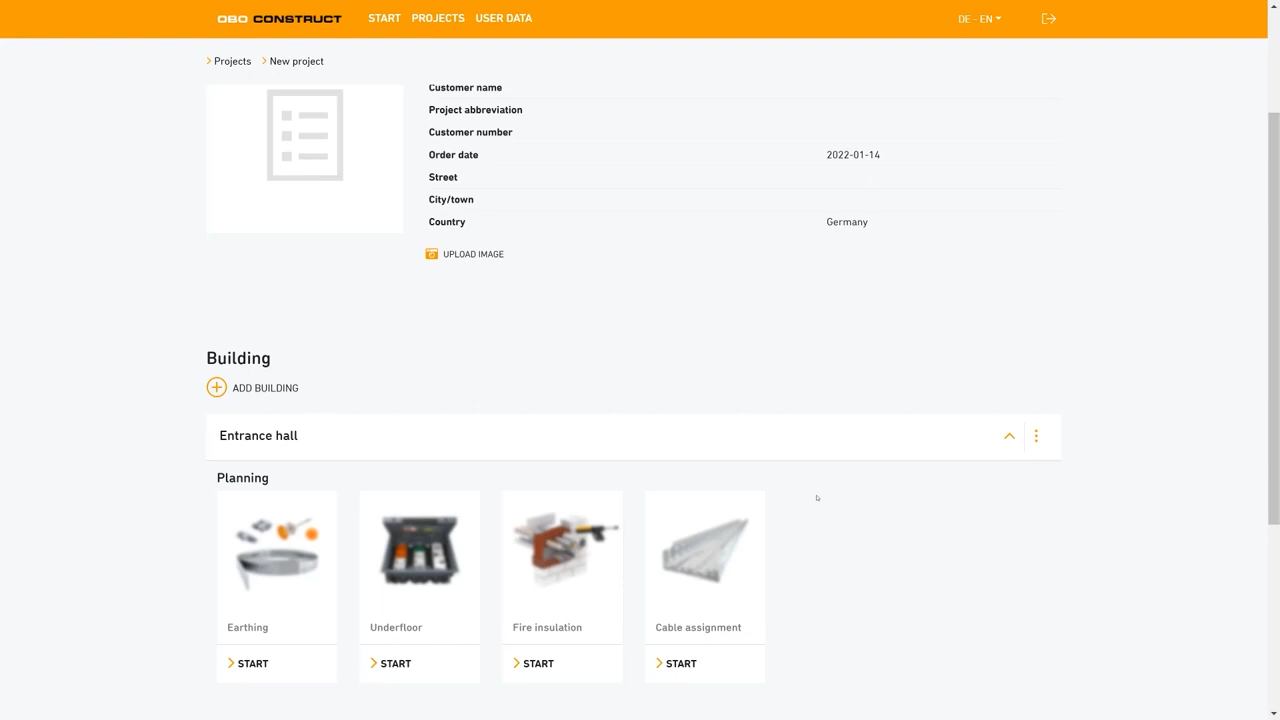 OBO CONSTRUCT START PROJECTS USER DATA DE - EN
Projects New project
Customer name
Project abbreviation
Customer number
Order date 2022-01-14
Street
City/town
Country Germany
UPLOAD IMAGE
Building
ADD BUILDING
Entrance hall
Planning
Earthing Underfloor Fire insulation Cable assignment
START START START START